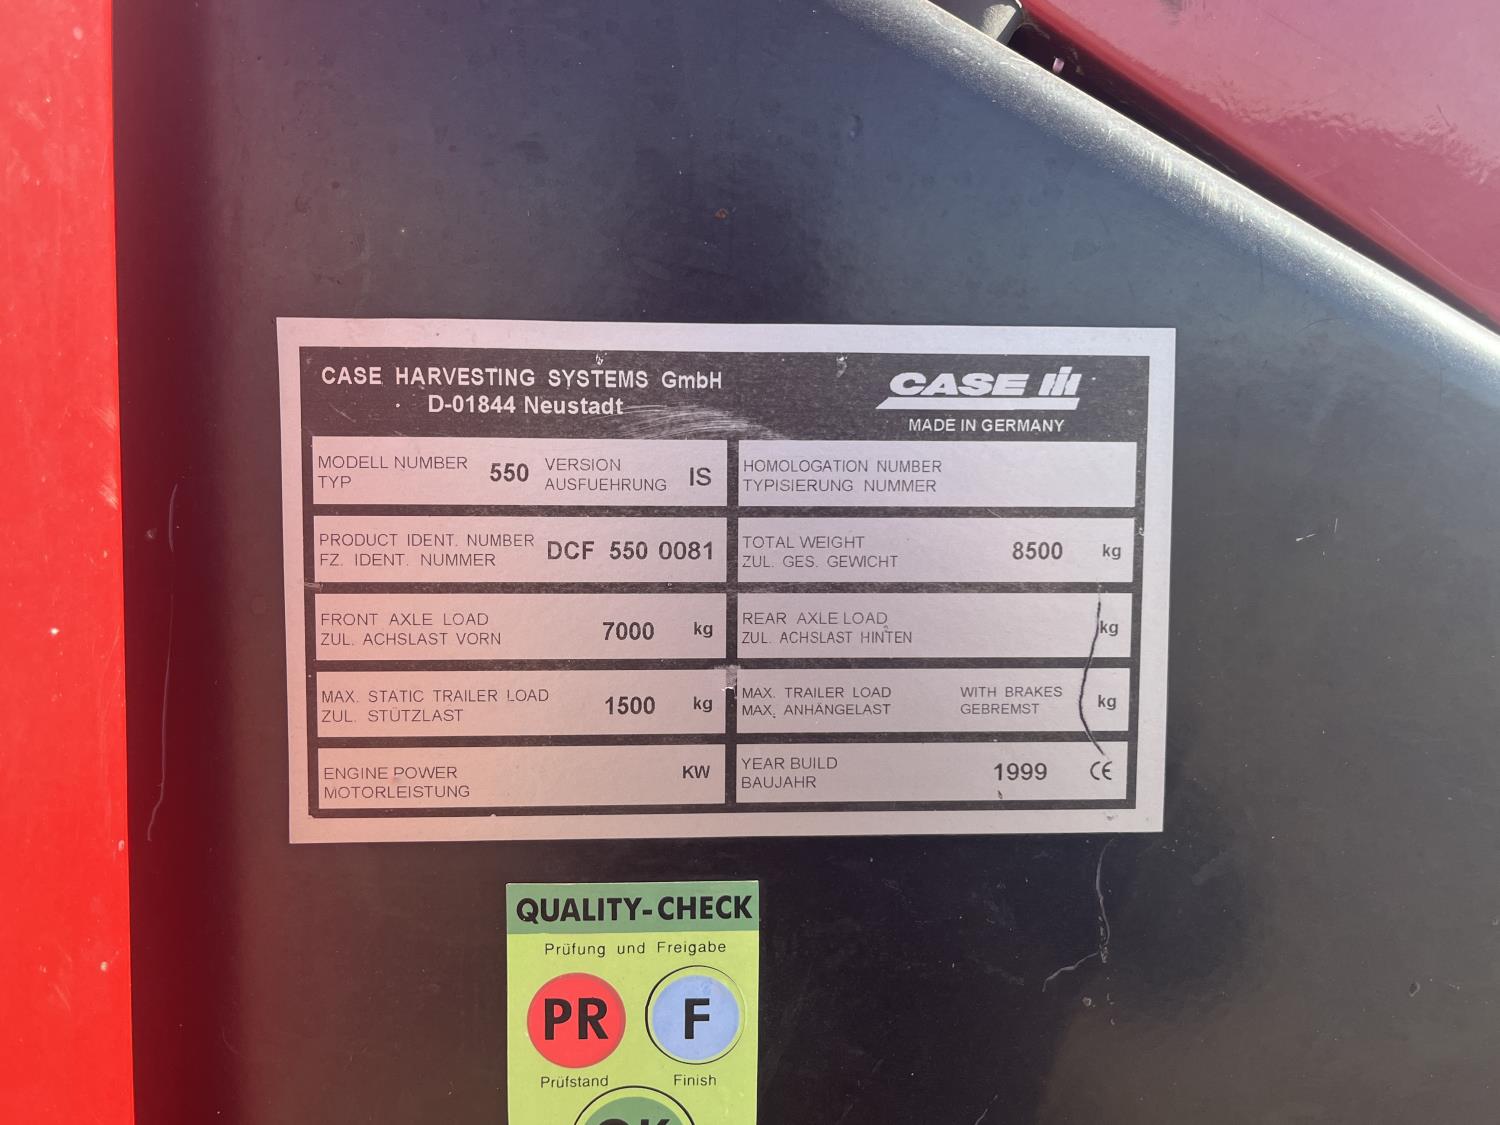 CASE HARVESTING SYSTEMS GmbH
D-01844 Neustadt
CASE IH
MADE IN GERMANY
MODELL NUMBER
TYP
550
VERSION
AUSFUEHRUNG
IS
HOMOLOGATION NUMBER
TYPISIERUNG NUMMER
PRODUCT IDENT. NUMBER
FZ. IDENT. NUMMER
DCF 550 0081
TOTAL WEIGHT
ZUL. GES. GEWICHT
8500 kg
FRONT AXLE LOAD
ZUL. ACHSLAST VORN
7000 kg
REAR AXLE LOAD
ZUL. ACHSLAST HINTEN
kg
MAX. STATIC TRAILER LOAD
ZUL. STÜTZLAST
1500 kg
MAX. TRAILER LOAD
MAX. ANHÄNGELAST
WITH BRAKES
GEBREMST
kg
ENGINE POWER
MOTORLEISTUNG
KW
YEAR BUILD
BAUJAHR
1999 CE
QUALITY-CHECK
Prüfung und Freigabe
PR F
Prüfstand Finish
OK